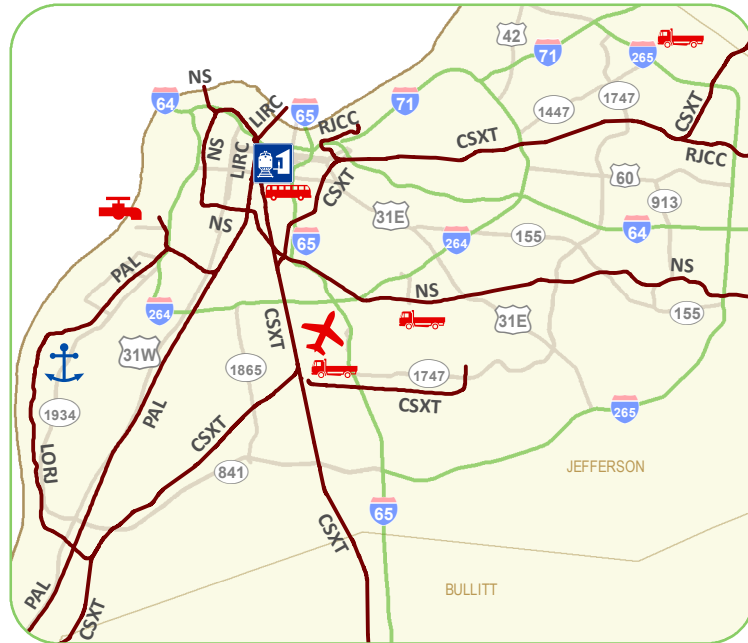 42
71
265
NS
64
LIRC
65
71
RJCC
1447
1747
CSXT
CSXT
NS
LIRC
CSXT
RJCC
60
913
31E
NS
65
264
155
64
PAL
NS
264
155
CSXT
31E
31W
1865
1747
CSXT
1934
PAL
CSXT
265
LORJ
841
JEFFERSON
65
CSXT
BULLITT
PAL
CSXT